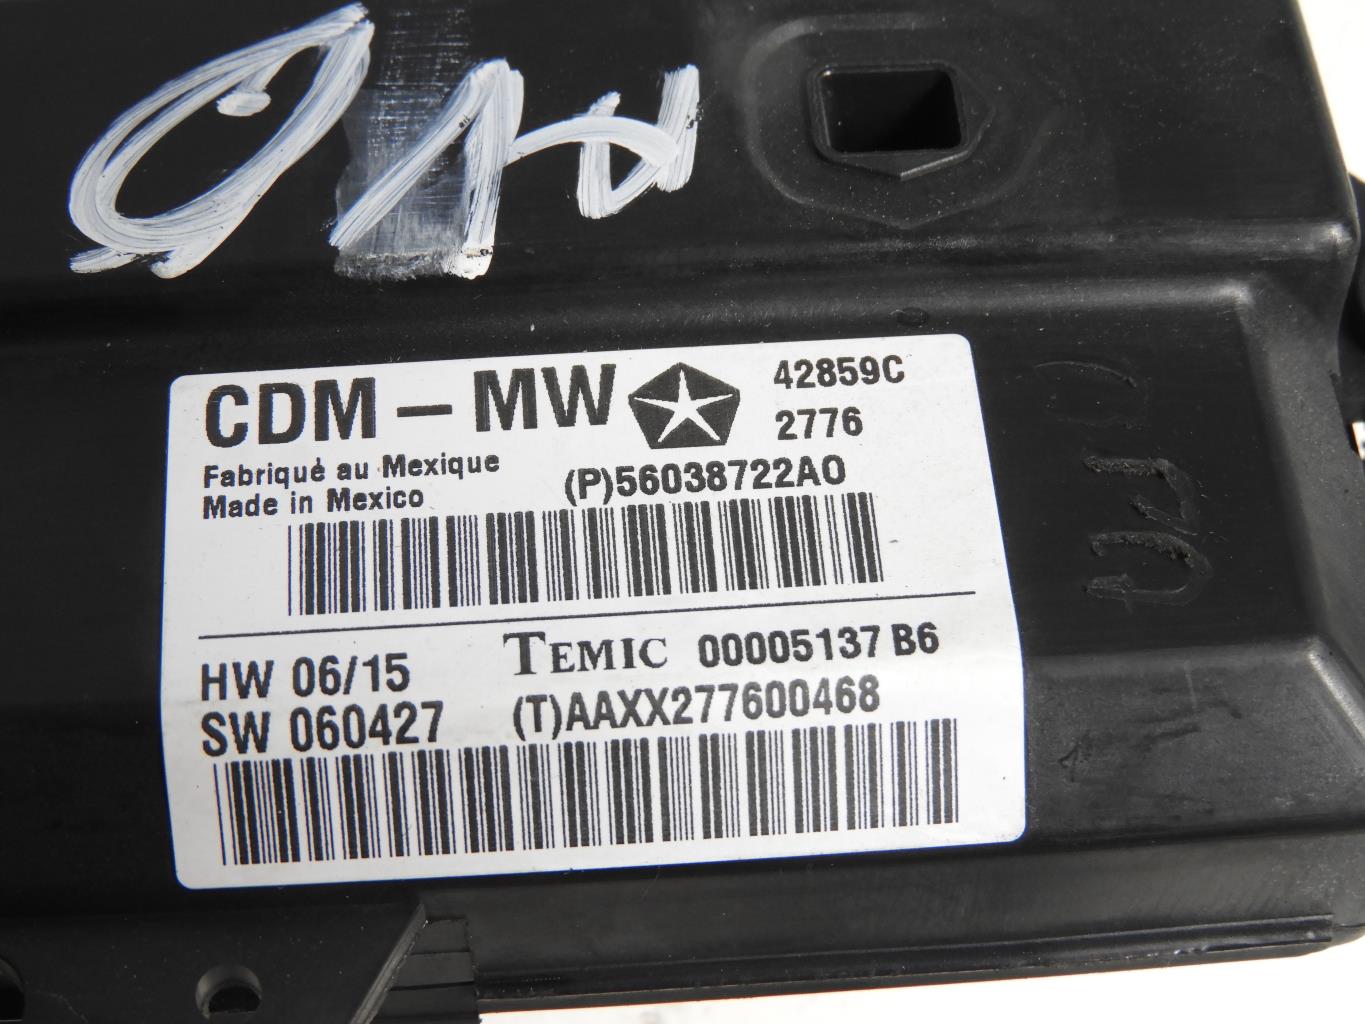 CDM – MW
42859C
2776
Fabriqué au Mexique
Made in Mexico
(P)56038722AO
HW 06/15
TEMIC 00005137 B6
SW 060427
(T)AAXX277600468